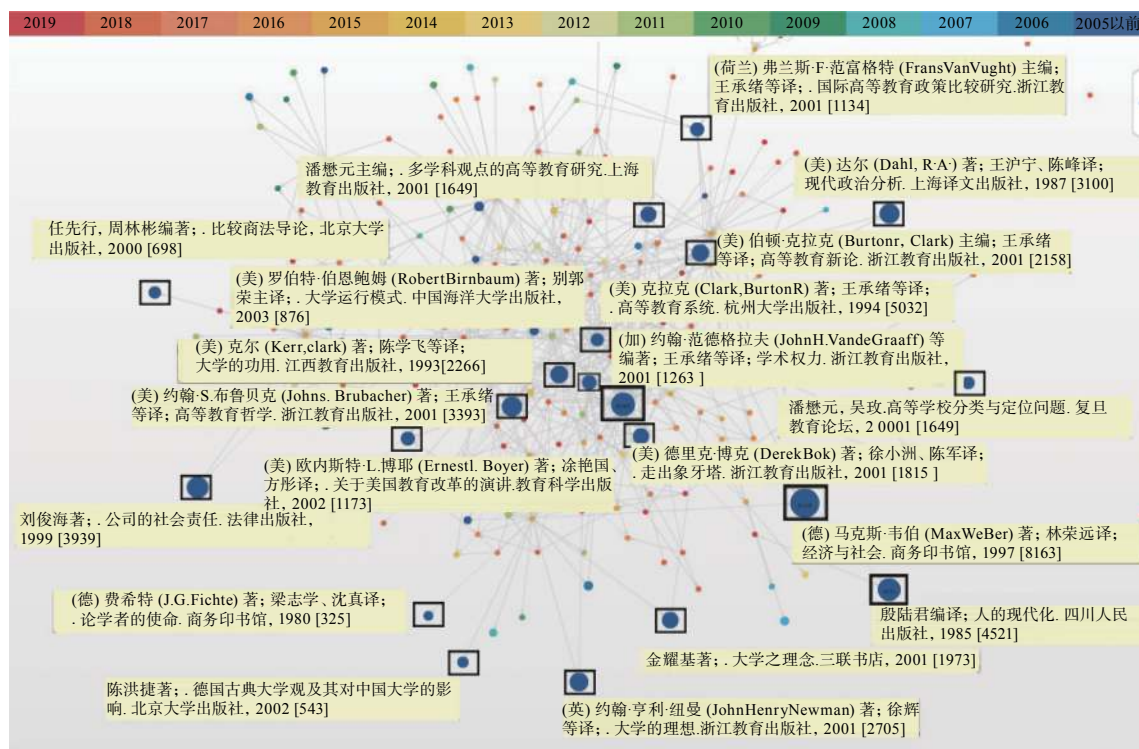 2019 2018 2017 2016 2015 2014 2013 2012 2011 2010 2009 2008 2007 2006 2005以前
(荷兰) 弗兰斯·F·范富格特 (FransVanVught) 主编;
王承绪等译; . 国际高等教育政策比较研究.浙江教
育出版社, 2001 [1134]
潘懋元主编; . 多学科观点的高等教育研究.上海
教育出版社, 2001 [1649]
(美) 达尔 (Dahl, R·A·) 著; 王沪宁、陈峰译;
现代政治分析. 上海译文出版社, 1987 [3100]
任先行, 周林彬编著; . 比较商法导论, 北京大学
出版社, 2000 [698]
(美) 伯顿·克拉克 (Burtonr, Clark) 主编; 王承绪
等译; 高等教育新论. 浙江教育出版社, 2001 [2158]
(美) 罗伯特·伯恩鲍姆 (RobertBirnbaum) 著; 别郭
荣主译; . 大学运行模式. 中国海洋大学出版社,
2003 [876]
(美) 克拉克 (Clark,BurtonR) 著; 王承绪等译;
. 高等教育系统. 杭州大学出版社, 1994 [5032]
(美) 克尔 (Kerr,clark) 著; 陈学飞等译;
大学的功用. 江西教育出版社, 1993[2266]
(加) 约翰·范德格拉夫 (JohnH.VandeGraaff) 等
编著; 王承绪等译; 学术权力. 浙江教育出版社,
2001 [1263 ]
(美) 约翰·S.布鲁贝克 (Johns. Brubacher) 著; 王承绪
等译; 高等教育哲学. 浙江教育出版社, 2001 [3393]
潘懋元, 吴玫.高等学校分类与定位问题. 复旦
教育论坛, 2 0001 [1649]
(美) 德里克·博克 (DerekBok) 著; 徐小洲、陈军译;
. 走出象牙塔. 浙江教育出版社, 2001 [1815 ]
(美) 欧内斯特·L.博耶 (Ernestl. Boyer) 著; 涂艳国、
方彤译; . 关于美国教育改革的演讲.教育科学出版
社, 2002 [1173]
刘俊海著; . 公司的社会责任. 法律出版社,
1999 [3939]
(德) 马克斯·韦伯 (MaxWeBer) 著; 林荣远译;
经济与社会. 商务印书馆, 1997 [8163]
(德) 费希特 (J.G.Fichte) 著; 梁志学、沈真译;
. 论学者的使命. 商务印书馆, 1980 [325]
殷陆君编译; 人的现代化. 四川人民
出版社, 1985 [4521]
金耀基著; . 大学之理念.三联书店, 2001 [1973]
陈洪捷著; . 德国古典大学观及其对中国大学的影
响. 北京大学出版社, 2002 [543]
(英) 约翰·亨利·纽曼 (JohnHenryNewman) 著; 徐辉
等译; . 大学的理想.浙江教育出版社, 2001 [2705]